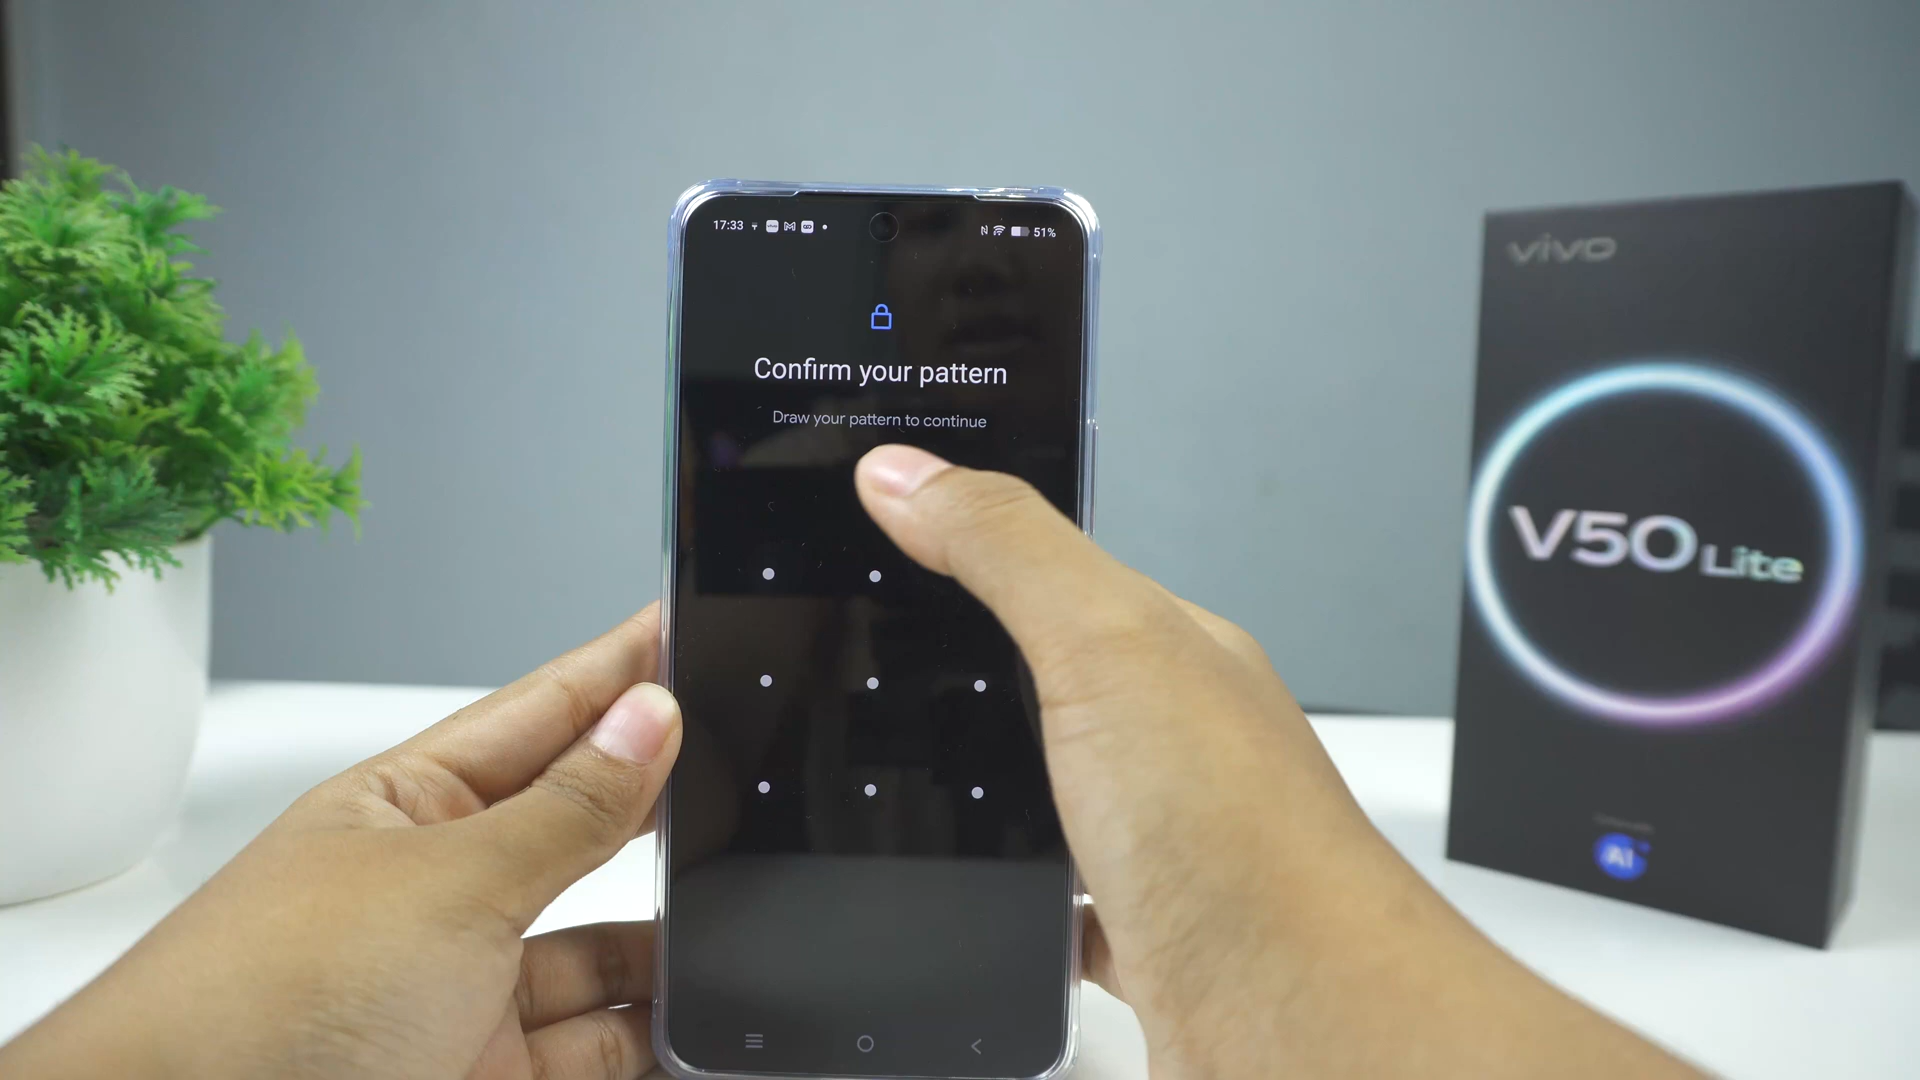 17:33
51%
Confirm your pattern
Draw your pattern to continue
vivo
V50 Lite
AI